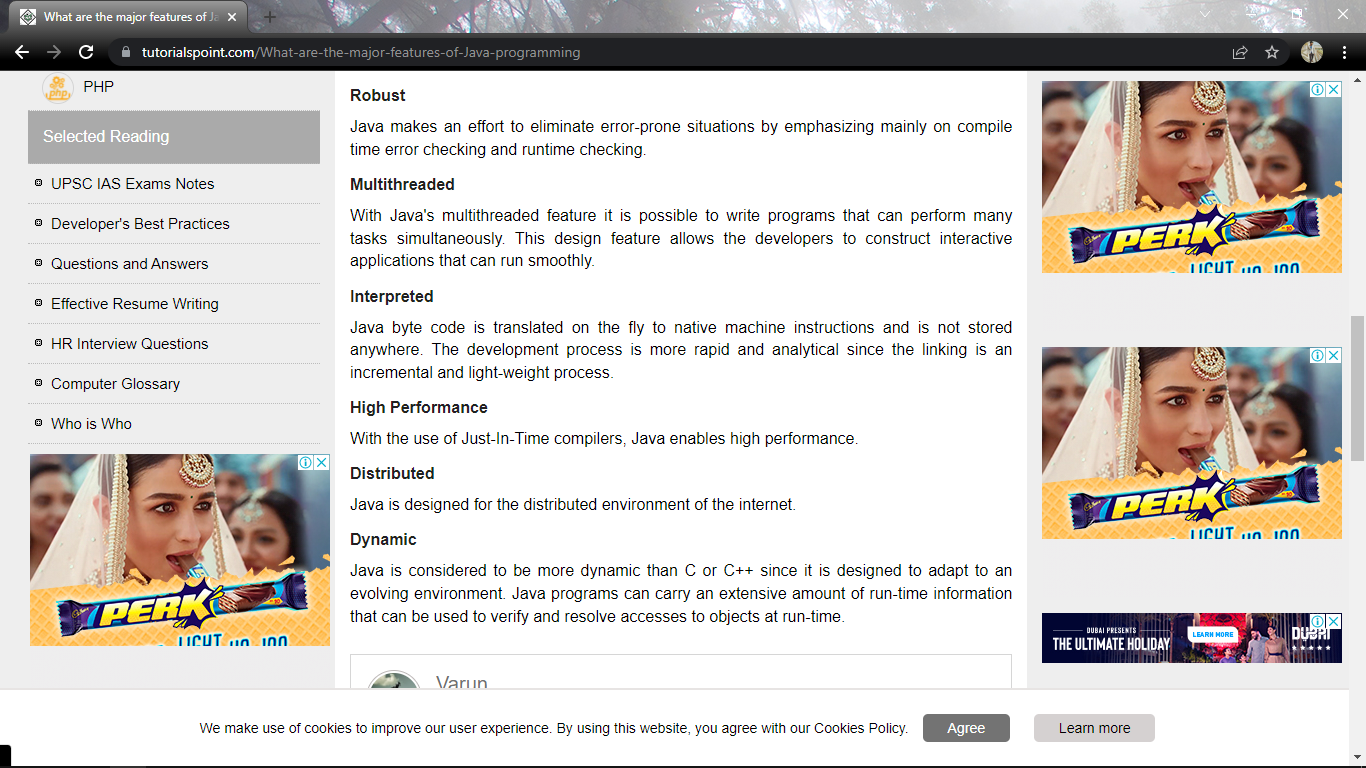 What are the major features of Ja
tutorialspoint.com/What-are-the-major-features-of-Java-programming
php
PHP
Selected Reading
UPSC IAS Exams Notes
Developer's Best Practices
Questions and Answers
Effective Resume Writing
HR Interview Questions
Computer Glossary
Who is Who
PERK
LIGHT HO JAO
Robust
Java makes an effort to eliminate error-prone situations by emphasizing mainly on compile
time error checking and runtime checking.
Multithreaded
With Java's multithreaded feature it is possible to write programs that can perform many
tasks simultaneously. This design feature allows the developers to construct interactive
applications that can run smoothly.
Interpreted
Java byte code is translated on the fly to native machine instructions and is not stored
anywhere. The development process is more rapid and analytical since the linking is an
incremental and light-weight process.
High Performance
With the use of Just-In-Time compilers, Java enables high performance.
Distributed
Java is designed for the distributed environment of the internet.
Dynamic
Java is considered to be more dynamic than C or C++ since it is designed to adapt to an
evolving environment. Java programs can carry an extensive amount of run-time information
that can be used to verify and resolve accesses to objects at run-time.
Varun
PERK
LIGHT HO JAO
PERK
LIGHT HO JAO
DUBAI PRESENTS
THE ULTIMATE HOLIDAY
LEARN MORE
DUBAI
We make use of cookies to improve our user experience. By using this website, you agree with our Cookies Policy.
Agree
Learn more